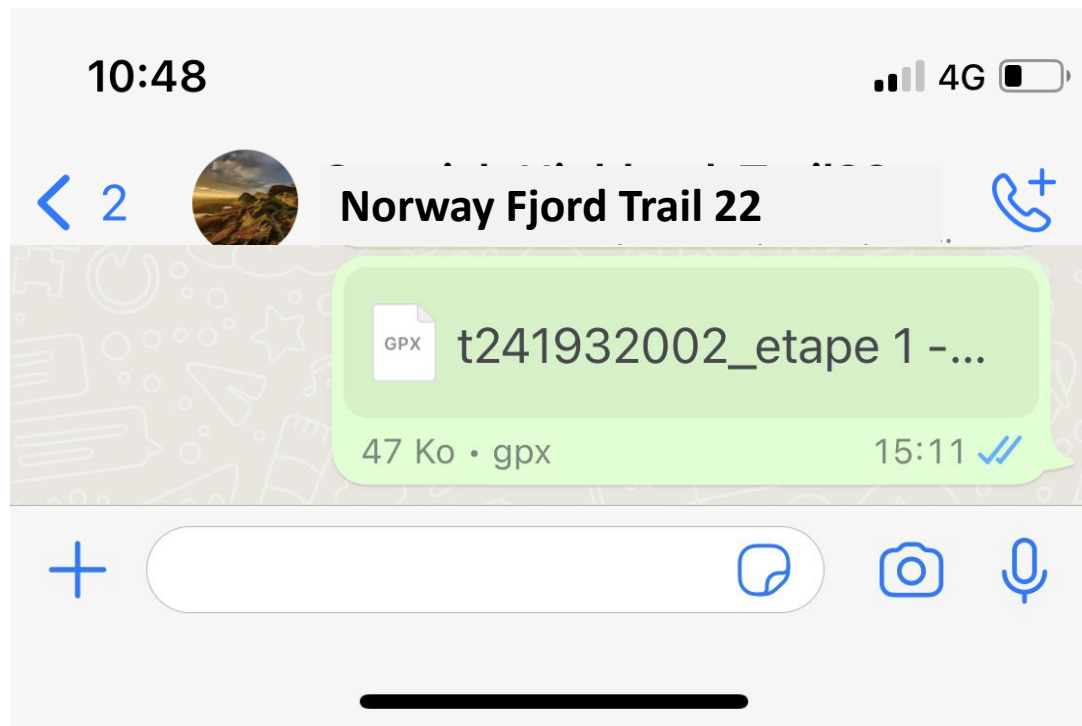 10:48
4G
2
Norway Fjord Trail 22
GPX
t241932002_etape 1 -...
47 Ko • gpx
15:11